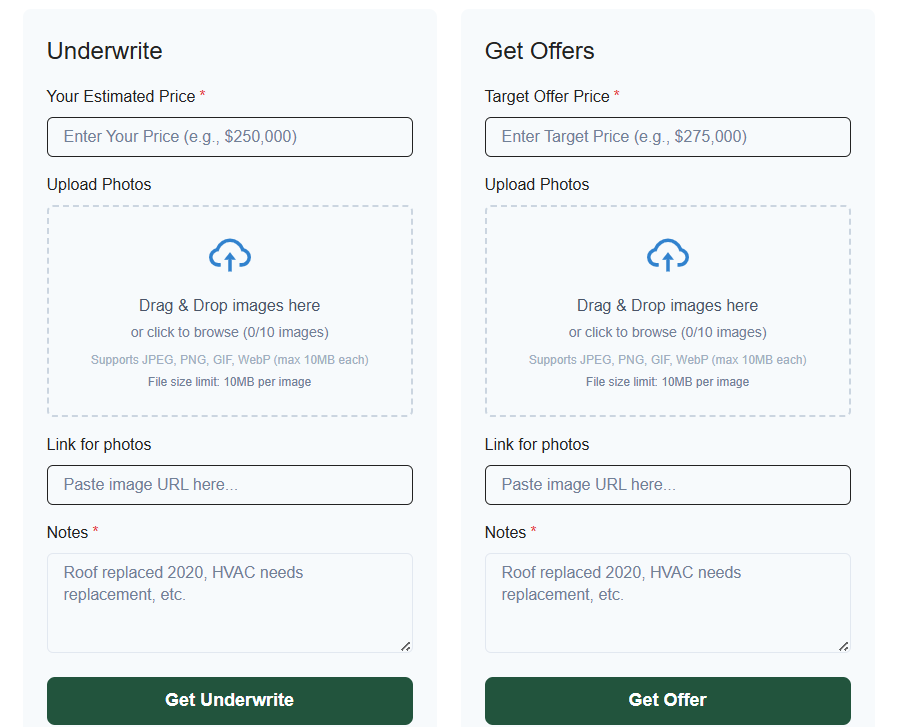 Underwrite
Your Estimated Price *
Enter Your Price (e.g., $250,000)
Upload Photos
Drag & Drop images here
or click to browse (0/10 images)
Supports JPEG, PNG, GIF, WebP (max 10MB each)
File size limit: 10MB per image
Link for photos
Paste image URL here...
Notes *
Roof replaced 2020, HVAC needs
replacement, etc.
Get Underwrite
Get Offers
Target Offer Price *
Enter Target Price (e.g., $275,000)
Upload Photos
Drag & Drop images here
or click to browse (0/10 images)
Supports JPEG, PNG, GIF, WebP (max 10MB each)
File size limit: 10MB per image
Link for photos
Paste image URL here...
Notes *
Roof replaced 2020, HVAC needs
replacement, etc.
Get Offer